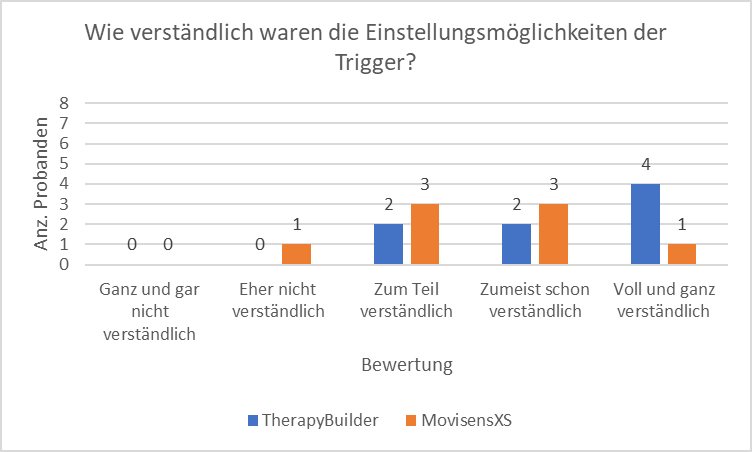 Wie verständlich waren die Einstellungsmöglichkeiten der
Trigger?
Anz. Probanden
8
7
6
5
4
3
2
1
0
0 0
0 1
2 3
2 3
4 1
Ganz und gar
nicht
verständlich
Eher nicht
verständlich
Zum Teil
verständlich
Zumeist schon
verständlich
Voll und ganz
verständlich
Bewertung
TherapyBuilder MovisensXS